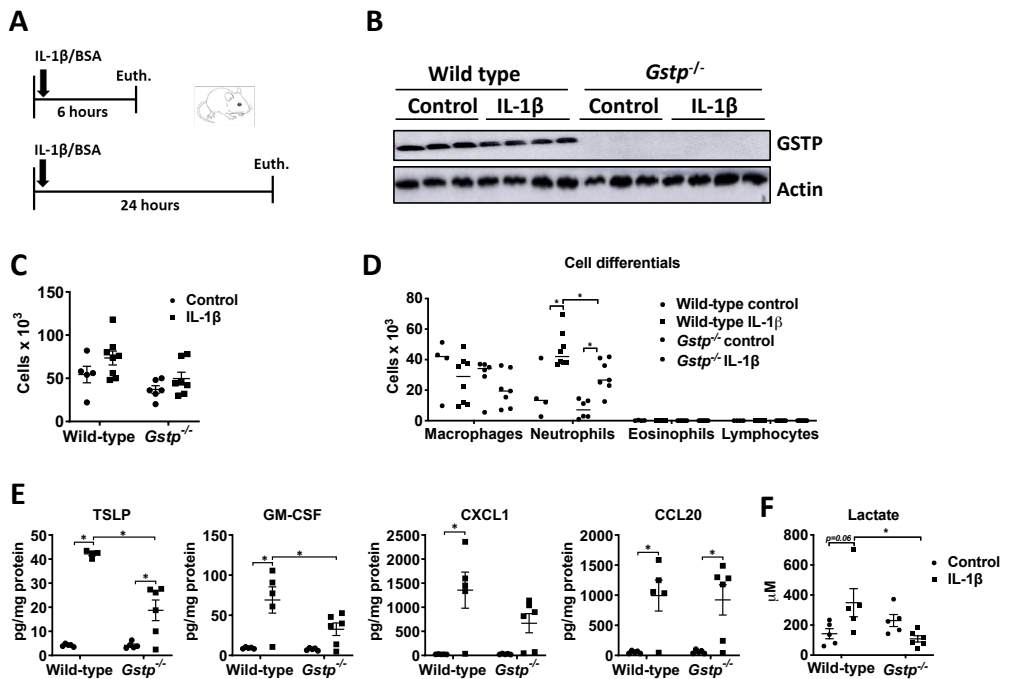 A
IL-1β/BSA
Euth.
6 hours
IL-1β/BSA
Euth.
24 hours
B
Wild type Gstp-/-
Control IL-1β Control IL-1β
GSTP
Actin
C
150
100
50
0
Cells x 10³
Control
IL-1β
Wild-type Gstp-/-
D
Cell differentials
80
60
40
20
0
Cells x 10³
* * *
Wild-type control
Wild-type IL-1β
Gstp-/- control
Gstp-/- IL-1β
Macrophages Neutrophils Eosinophils Lymphocytes
E
TSLP
50
40
30
20
10
0
pg/mg protein
* * *
Wild-type Gstp-/-
GM-CSF
150
100
50
0
pg/mg protein
* *
Wild-type Gstp-/-
CXCL1
2500
2000
1500
1000
500
0
pg/mg protein
*
Wild-type Gstp-/-
CCL20
2000
1500
1000
500
0
pg/mg protein
* *
Wild-type Gstp-/-
F
Lactate
800
600
400
200
0
µM
p=0.06 *
Control
IL-1β
Wild-type Gstp-/-